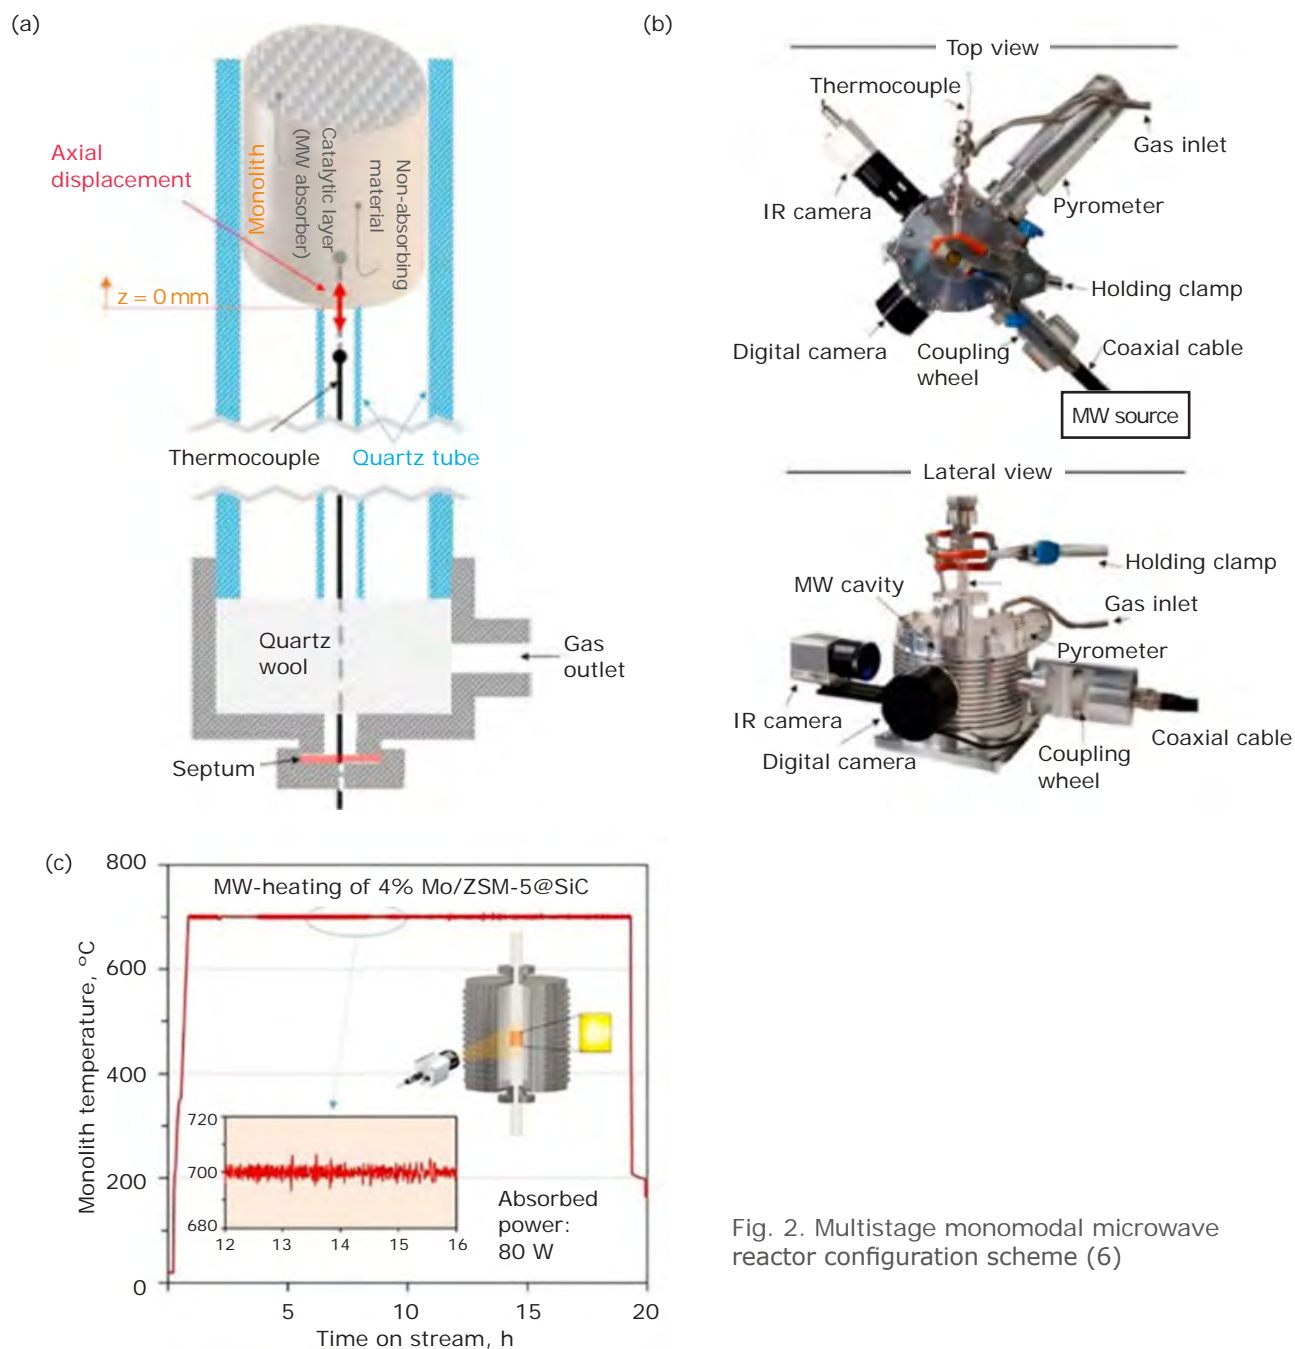 (a)
Axial
displacement
Monolith
Catalytic layer
(MW absorber)
Non-absorbing
material
z = 0 mm
Thermocouple
Quartz tube
Quartz
wool
Gas
outlet
Septum
(b)
Top view
Thermocouple
Gas inlet
IR camera
Pyrometer
Holding clamp
Digital camera
Coupling
wheel
Coaxial cable
MW source
Lateral view
Holding clamp
MW cavity
Gas inlet
Pyrometer
IR camera
Digital camera
Coupling
wheel
Coaxial cable
(c)
800
600
400
200
0
Monolith temperature, °C
MW-heating of 4% Mo/ZSM-5@SiC
720
700
680
12 13 14 15 16
Absorbed
power:
80 W
5 10 15 20
Time on stream, h
Fig. 2. Multistage monomodal microwave
reactor configuration scheme (6)